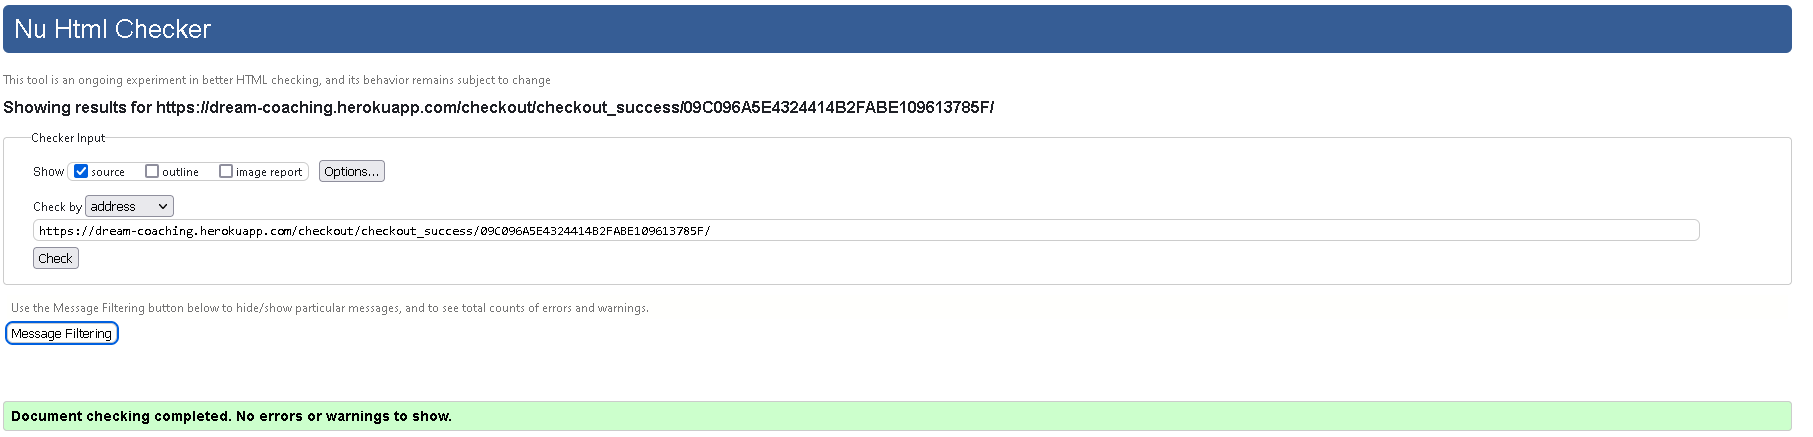 Nu Html Checker
This tool is an ongoing experiment in better HTML checking, and its behavior remains subject to change
Showing results for https://dream-coaching.herokuapp.com/checkout/checkout_success/09C096A5E4324414B2FABE109613785F/
Checker Input
Show source outline image report Options...
Check by address
https://dream-coaching.herokuapp.com/checkout/checkout_success/09C096A5E4324414B2FABE109613785F/
Check
Use the Message Filtering button below to hide/show particular messages, and to see total counts of errors and warnings.
Message Filtering
Document checking completed. No errors or warnings to show.